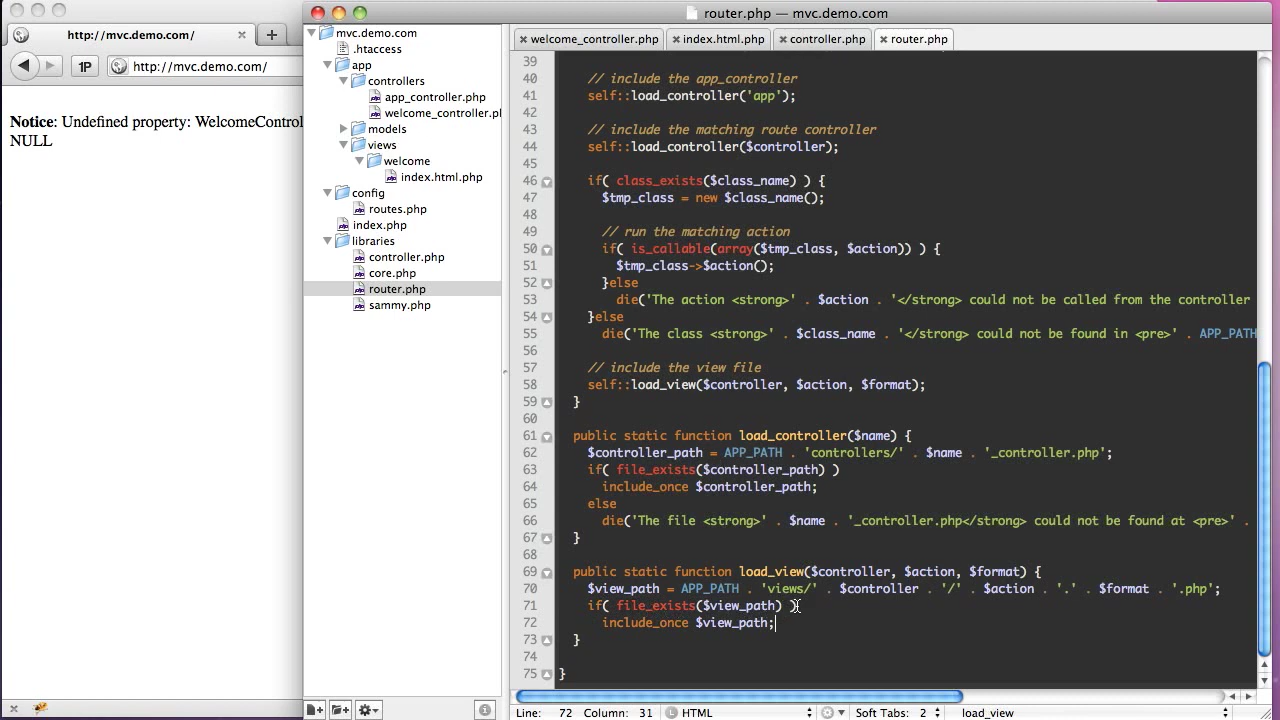 router.php — mvc.demo.com
http://mvc.demo.com/
1P
http://mvc.demo.com/
Notice: Undefined property: WelcomeControl
NULL
mvc.demo.com
.htaccess
app
controllers
app_controller.php
welcome_controller.pl
models
views
welcome
index.html.php
config
routes.php
index.php
libraries
controller.php
core.php
router.php
sammy.php
welcome_controller.php
index.html.php
controller.php
router.php
39
40 // include the app_controller
41 self::load_controller('app');
42
43 // include the matching route controller
44 self::load_controller($controller);
45
46 if( class_exists($class_name) ) {
47 $tmp_class = new $class_name();
48
49 // run the matching action
50 if( is_callable(array($tmp_class, $action)) ) {
51 $tmp_class->$action();
52 }else
53 die('The action <strong>' . $action . '</strong> could not be called from the controller
54 }else
55 die('The class <strong>' . $class_name . '</strong> could not be found in <pre>' . APP_PATH
56
57 // include the view file
58 self::load_view($controller, $action, $format);
59 }
60
61 public static function load_controller($name) {
62 $controller_path = APP_PATH . 'controllers/' . $name . '_controller.php';
63 if( file_exists($controller_path) )
64 include_once $controller_path;
65 else
66 die('The file <strong>' . $name . '_controller.php</strong> could not be found at <pre>' .
67 }
68
69 public static function load_view($controller, $action, $format) {
70 $view_path = APP_PATH . 'views/' . $controller . '/' . $action . '.' . $format . '.php';
71 if( file_exists($view_path) )
72 include_once $view_path;
73 }
74
75 }
Line: 72 Column: 31 HTML Soft Tabs: 2 load_view